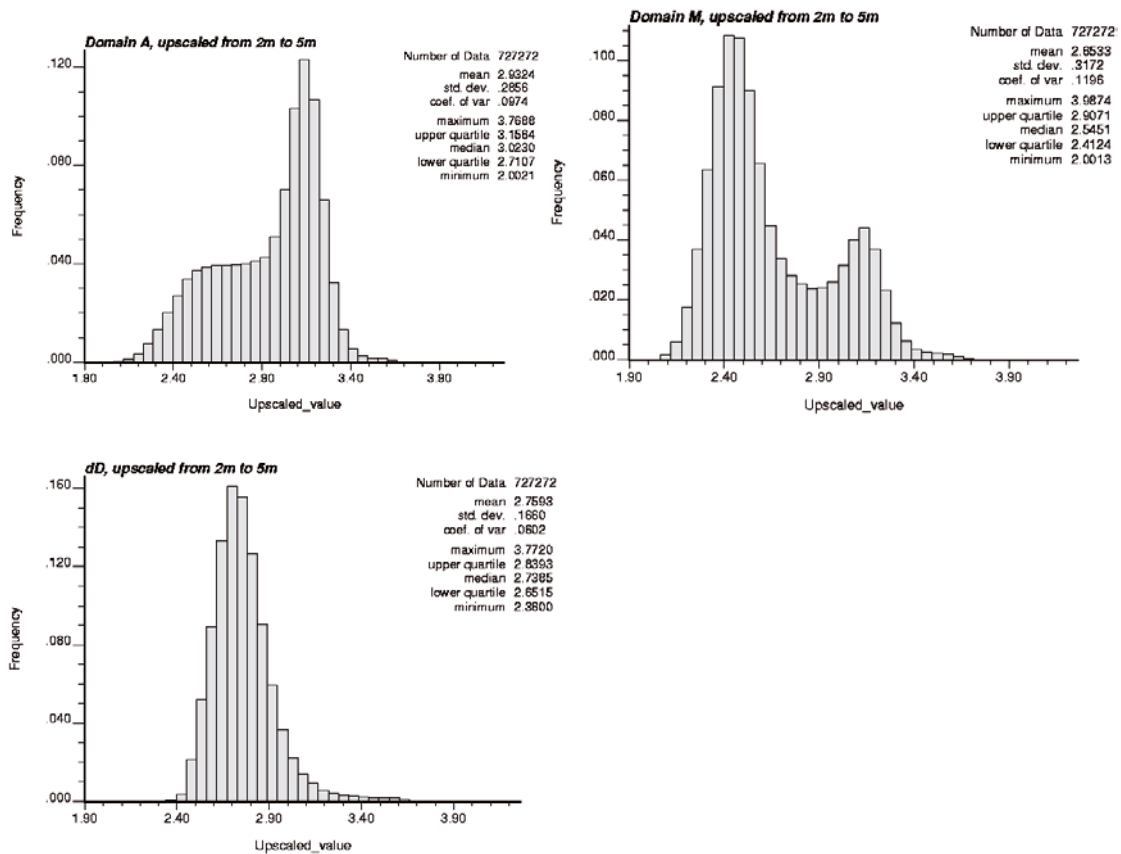 Domain A, upscaled from 2m to 5m
Number of Data 727272
mean 2.9324
std. dev. .2856
coef. of var .0974
maximum 3.7688
upper quartile 3.1564
median 3.0230
lower quartile 2.7107
minimum 2.0021
Frequency
.120
.080
.040
.000
1.90 2.40 2.90 3.40 3.90
Upscaled_value
Domain M, upscaled from 2m to 5m
Number of Data 727272
mean 2.6533
std. dev. .3172
coef. of var .1196
maximum 3.9874
upper quartile 2.9071
median 2.5451
lower quartile 2.4124
minimum 2.0013
Frequency
.100
.080
.060
.040
.020
.000
1.90 2.40 2.90 3.40 3.90
Upscaled_value
dD, upscaled from 2m to 5m
Number of Data 727272
mean 2.7593
std. dev. .1660
coef. of var .0602
maximum 3.7720
upper quartile 2.8393
median 2.7385
lower quartile 2.6515
minimum 2.3800
Frequency
.160
.120
.080
.040
.000
1.90 2.40 2.90 3.40 3.90
Upscaled_value